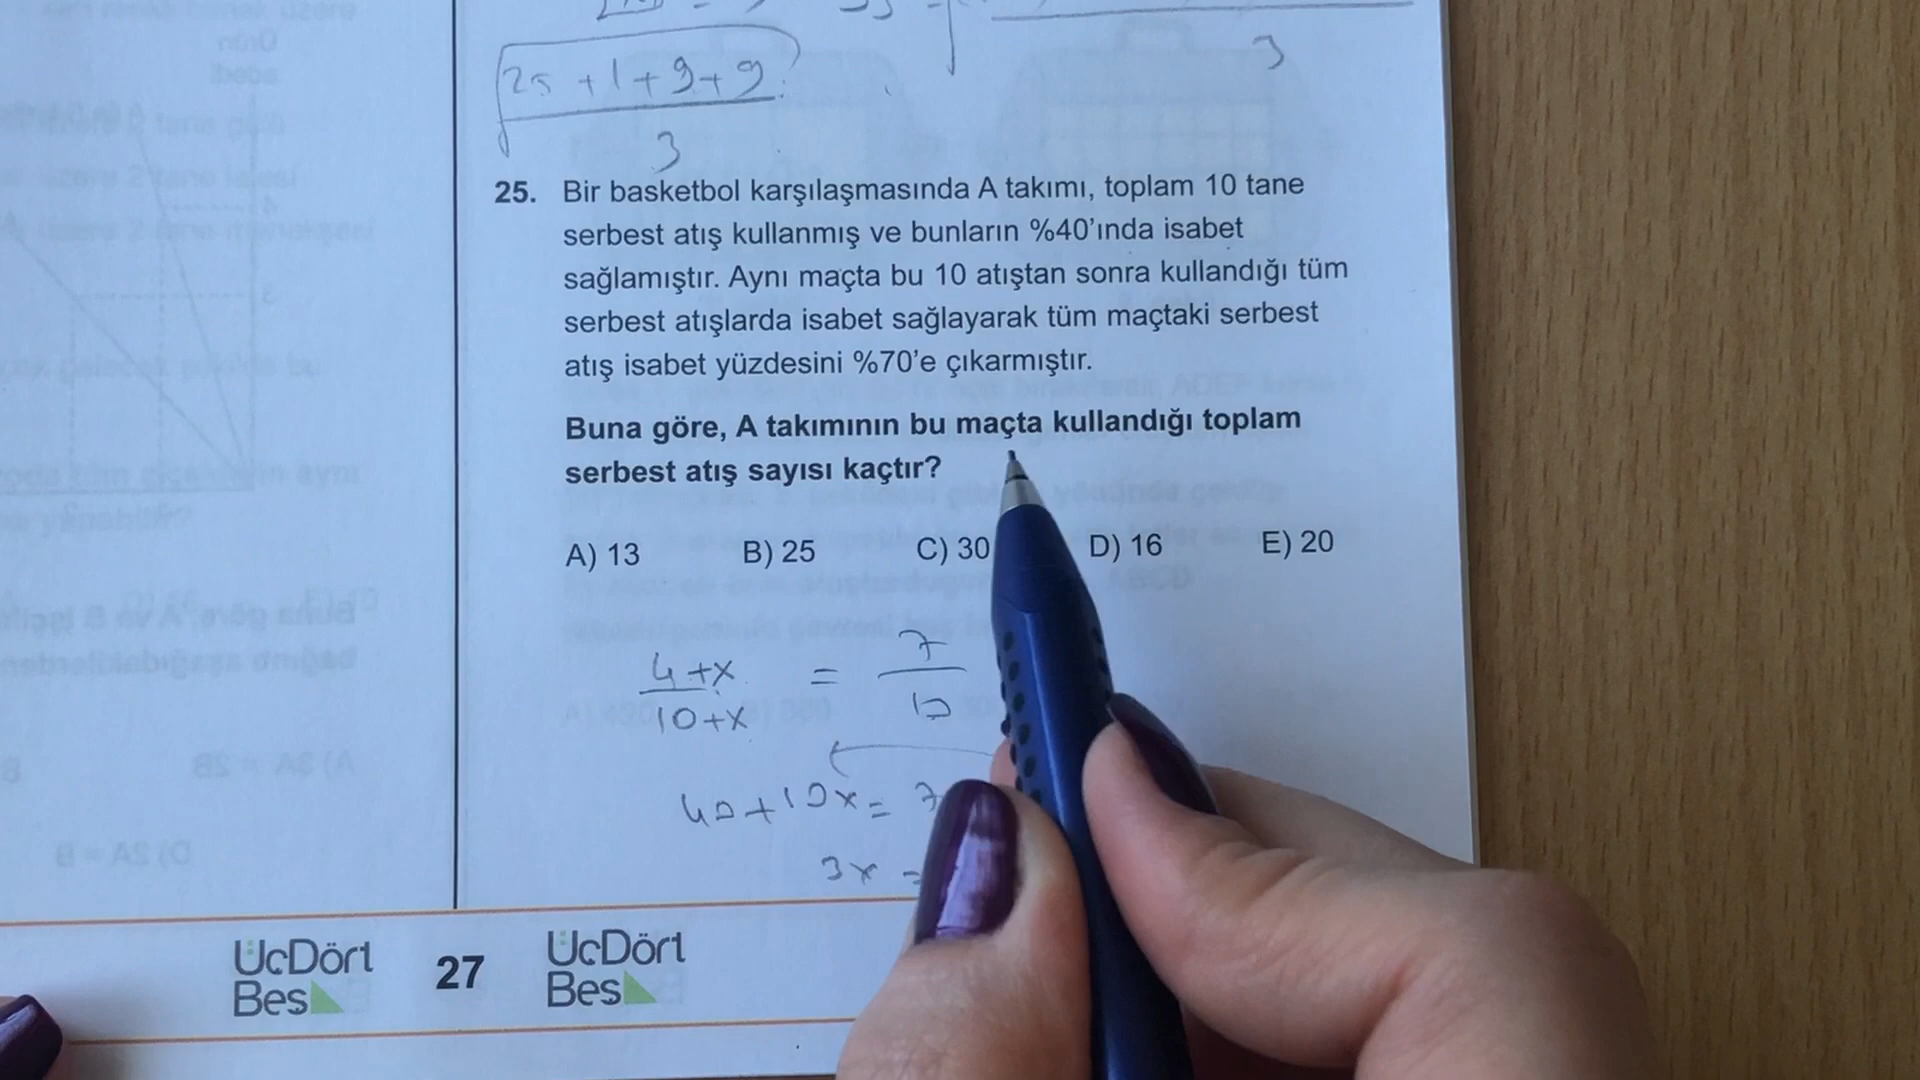 25 + 1 + 9 + 9
3
3
25. Bir basketbol karşılaşmasında A takımı, toplam 10 tane
serbest atış kullanmış ve bunların %40’ında isabet
sağlamıştır. Aynı maçta bu 10 atıştan sonra kullandığı tüm
serbest atışlarda isabet sağlayarak tüm maçtaki serbest
atış isabet yüzdesini %70’e çıkarmıştır.
Buna göre, A takımının bu maçta kullandığı toplam
serbest atış sayısı kaçtır?
A) 13 B) 25 C) 30 D) 16 E) 20
4+x = 7
10+x 10
40+10x = 7
3x =
ÜçDört
Beş
27
ÜçDört
Beş